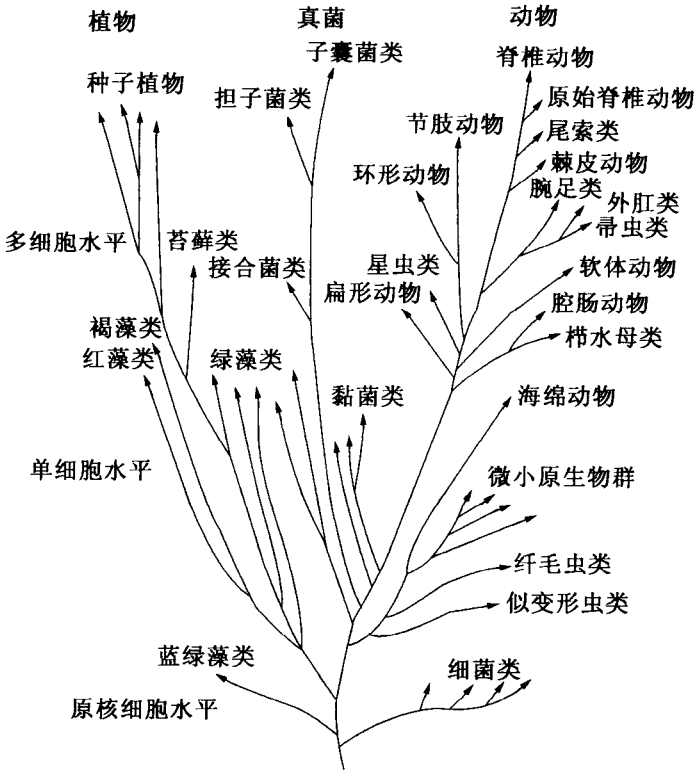 植物
真菌
动物
子囊菌类
脊椎动物
种子植物
担子菌类
原始脊椎动物
节肢动物
尾索类
棘皮动物
环形动物
腕足类
外肛类
帚虫类
多细胞水平
苔藓类
接合菌类
星虫类
软体动物
扁形动物
腔肠动物
褐藻类
栉水母类
红藻类
绿藻类
黏菌类
海绵动物
单细胞水平
微小原生物群
纤毛虫类
似变形虫类
蓝绿藻类
细菌类
原核细胞水平